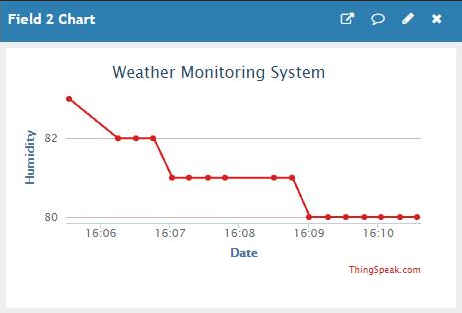 Field 2 Chart
Weather Monitoring System
Humidity
82
80
16:06 16:07 16:08 16:09 16:10
Date
ThingSpeak.com